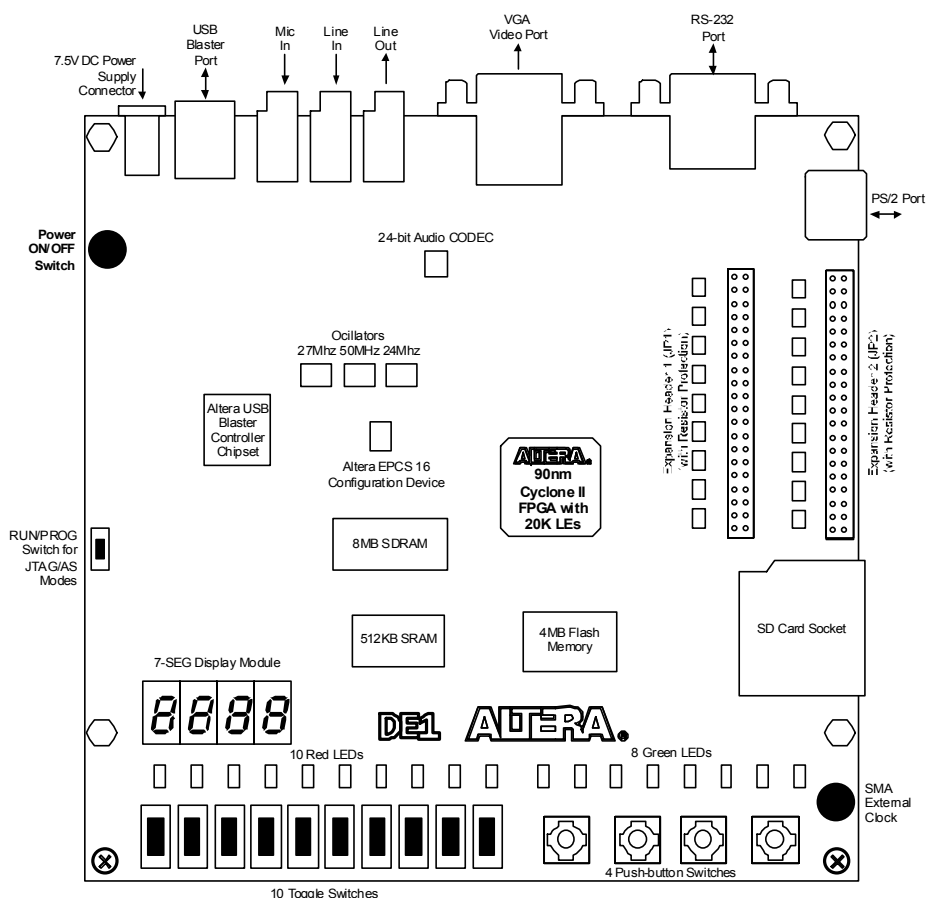 USB
Blaster
Port
Mic
In
Line
In
Line
Out
VGA
Video Port
RS-232
Port
7.5V DC Power
Supply
Connector
PS/2 Port
Power
ON/OFF
Switch
24-bit Audio CODEC
Ocillators
27Mhz 50MHz 24Mhz
Expansion Header 1 (JP1)
(with Resistor Protection)
Expansion Header 2 (JP2)
(with Resistor Protection)
Altera USB
Blaster
Controller
Chipset
Altera EPCS 16
Configuration Device
ALTERA®
90nm
Cyclone II
FPGA with
20K LEs
RUN/PROG
Switch for
JTAG/AS
Modes
8MB SDRAM
512KB SRAM
4MB Flash
Memory
SD Card Socket
7-SEG Display Module
8888
DE1 ALTERA®
10 Red LEDs
8 Green LEDs
SMA
External
Clock
4 Push-button Switches
10 Toggle Switches